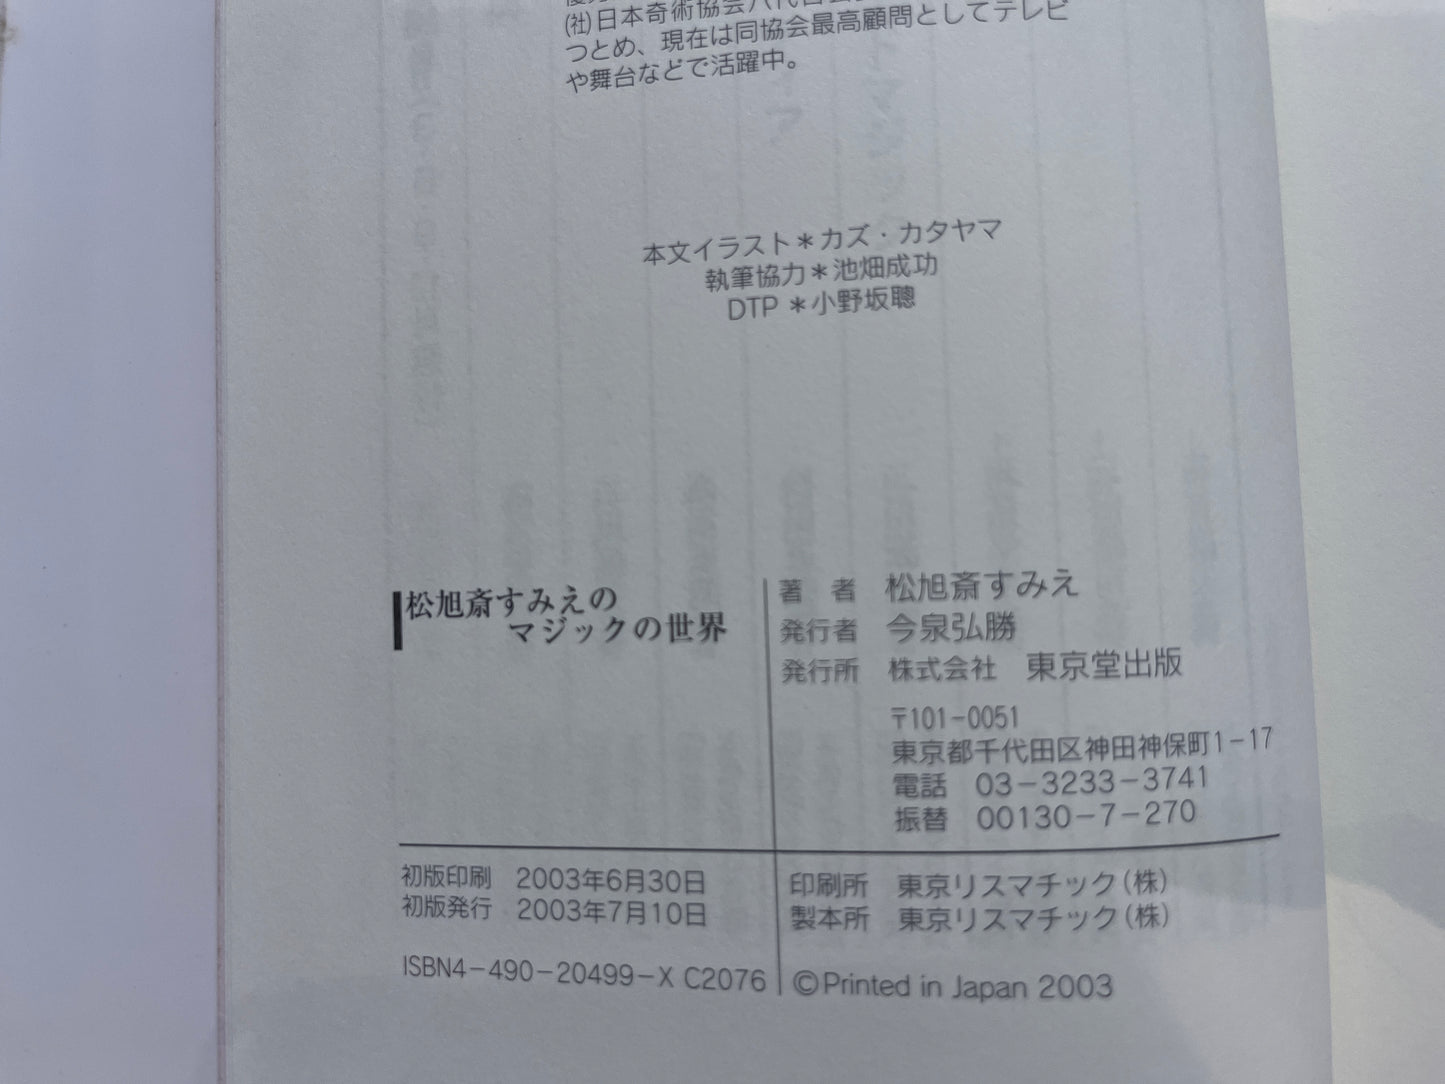 ㈳日本奇術協会八代目会
つとめ、現在は同協会最高顧問としてテレビ
や舞台などで活躍中。
本文イラスト＊カズ・カタヤマ
執筆協力＊池畑成功
DTP＊小野坂聰
松旭斎すみえの
マジックの世界
著　者　松旭斎すみえ
発行者　今泉弘勝
発行所　株式会社　東京堂出版
〒101-0051
東京都千代田区神田神保町1-17
電話　03-3233-3741
振替　00130-7-270
初版印刷　2003年6月30日
初版発行　2003年7月10日
印刷所　東京リスマチック(株)
製本所　東京リスマチック(株)
ISBN4-490-20499-X C2076
©Printed in Japan 2003